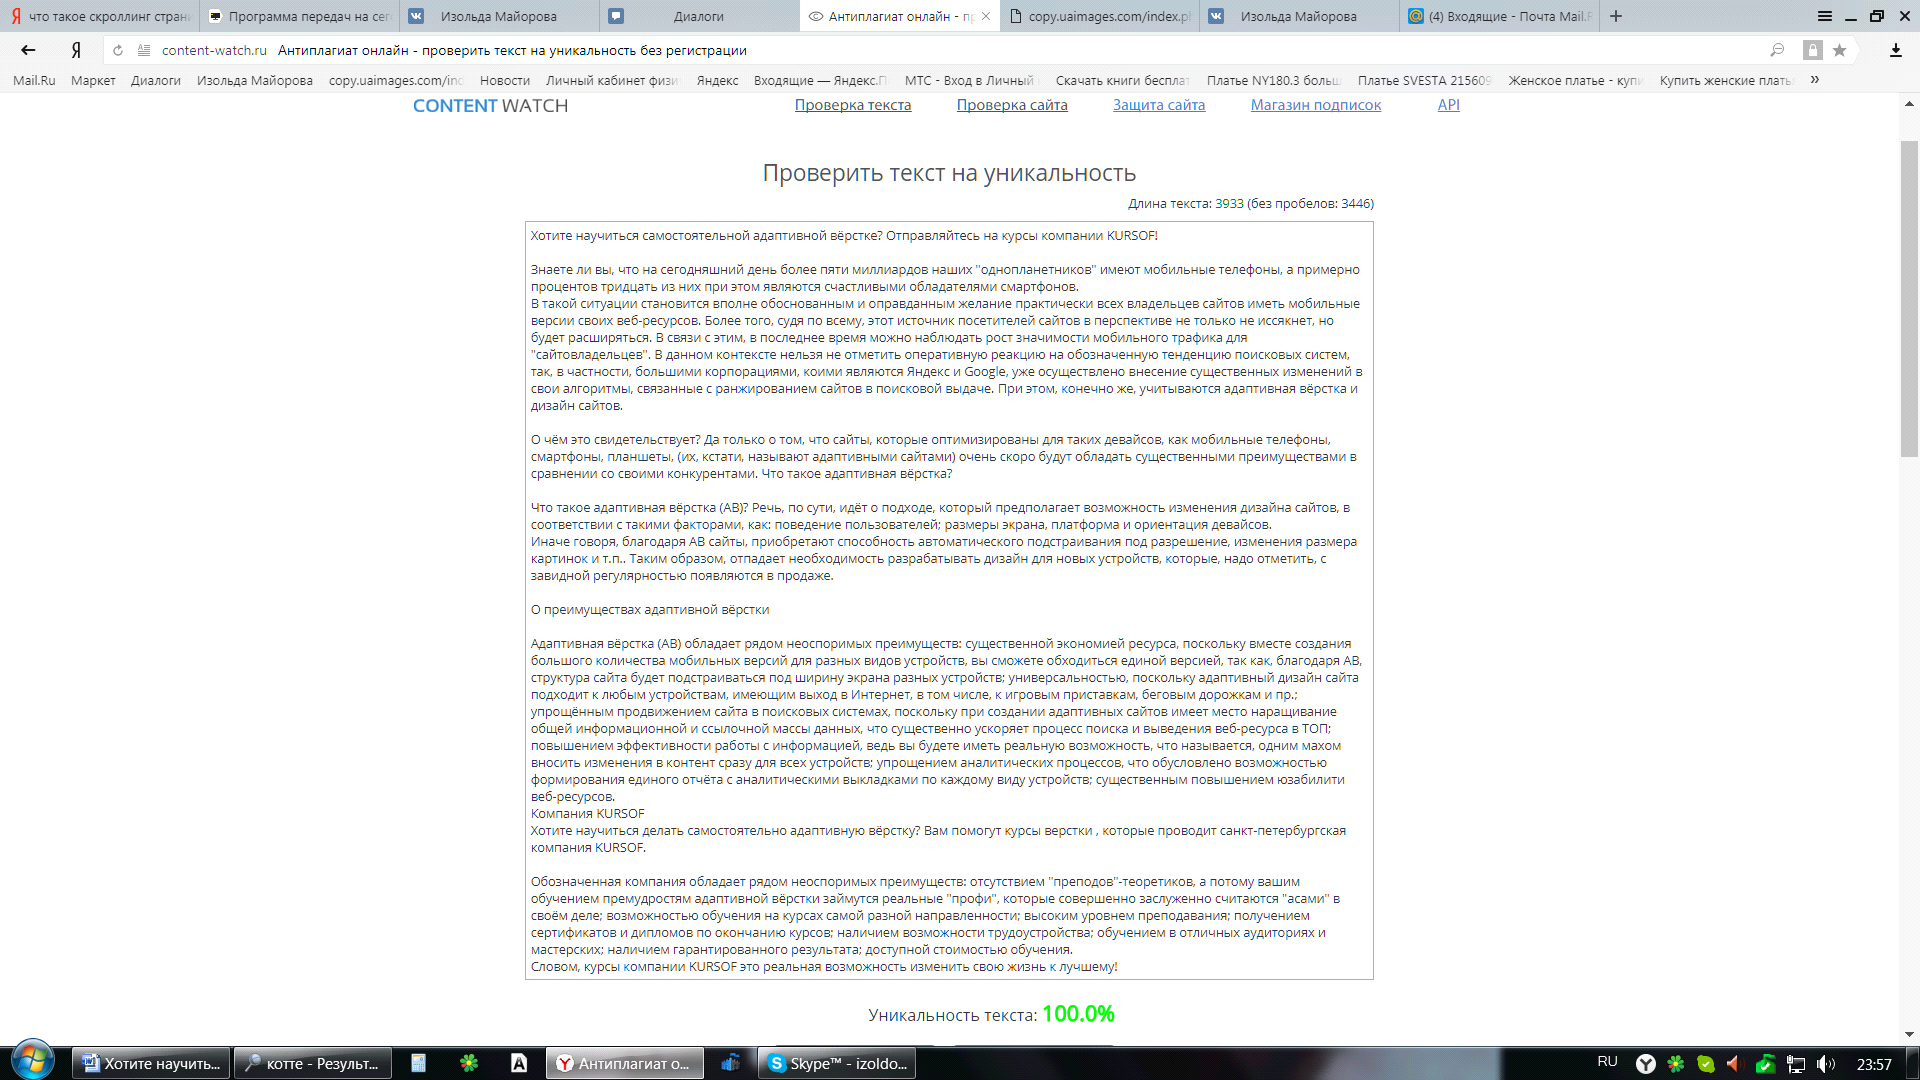 что такое скроллинг стран
Программа передач на сег
Изольда Майорова
Диалоги
Антиплагиат онлайн - пр
copy.uaimages.com/index.ph
Изольда Майорова
(4) Входящие - Почта Mail.R
content-watch.ru Антиплагиат онлайн - проверить текст на уникальность без регистрации
Mail.Ru Маркет Диалоги Изольда Майорова copy.uaimages.com/ind Новости Личный кабинет физи Яндекс Входящие — Яндекс.П МТС - Вход в Личный Скачать книги бесплат Платье NY180.3 больш Платье SVESTA 215609 Женское платье - купи Купить женские плать »
CONTENT WATCH Проверка текста Проверка сайта Защита сайта Магазин подписок API
Проверить текст на уникальность
Длина текста: 3933 (без пробелов: 3446)
Хотите научиться самостоятельной адаптивной вёрстке? Отправляйтесь на курсы компании KURSOF!
Знаете ли вы, что на сегодняшний день более пяти миллиардов наших "однопланетников" имеют мобильные телефоны, а примерно
процентов тридцать из них при этом являются счастливыми обладателями смартфонов.
В такой ситуации становится вполне обоснованным и оправданным желание практически всех владельцев сайтов иметь мобильные
версии своих веб-ресурсов. Более того, судя по всему, этот источник посетителей сайтов в перспективе не только не иссякнет, но
будет расширяться. В связи с этим, в последнее время можно наблюдать рост значимости мобильного трафика для
"сайтовладельцев". В данном контексте нельзя не отметить оперативную реакцию на обозначенную тенденцию поисковых систем,
так, в частности, большими корпорациями, коими являются Яндекс и Google, уже осуществлено внесение существенных изменений в
свои алгоритмы, связанные с ранжированием сайтов в поисковой выдаче. При этом, конечно же, учитываются адаптивная вёрстка и
дизайн сайтов.
О чём это свидетельствует? Да только о том, что сайты, которые оптимизированы для таких девайсов, как мобильные телефоны,
смартфоны, планшеты, (их, кстати, называют адаптивными сайтами) очень скоро будут обладать существенными преимуществами в
сравнении со своими конкурентами. Что такое адаптивная вёрстка?
Что такое адаптивная вёрстка (АВ)? Речь, по сути, идёт о подходе, который предполагает возможность изменения дизайна сайтов, в
соответствии с такими факторами, как: поведение пользователей; размеры экрана, платформа и ориентация девайсов.
Иначе говоря, благодаря АВ сайты, приобретают способность автоматического подстраивания под разрешение, изменения размера
картинок и т.п.. Таким образом, отпадает необходимость разрабатывать дизайн для новых устройств, которые, надо отметить, с
завидной регулярностью появляются в продаже.
О преимуществах адаптивной вёрстки
Адаптивная вёрстка (АВ) обладает рядом неоспоримых преимуществ: существенной экономией ресурса, поскольку вместе создания
большого количества мобильных версий для разных видов устройств, вы сможете обходиться единой версией, так как, благодаря АВ,
структура сайта будет подстраиваться под ширину экрана разных устройств; универсальностью, поскольку адаптивный дизайн сайта
подходит к любым устройствам, имеющим выход в Интернет, в том числе, к игровым приставкам, беговым дорожкам и пр.;
упрощённым продвижением сайта в поисковых системах, поскольку при создании адаптивных сайтов имеет место наращивание
общей информационной и ссылочной массы данных, что существенно ускоряет процесс поиска и выведения веб-ресурса в ТОП;
повышением эффективности работы с информацией, ведь вы будете иметь реальную возможность, что называется, одним махом
вносить изменения в контент сразу для всех устройств; упрощением аналитических процессов, что обусловлено возможностью
формирования единого отчёта с аналитическими выкладками по каждому виду устройств; существенным повышением юзабилити
веб-ресурсов.
Компания KURSOF
Хотите научиться делать самостоятельно адаптивную вёрстку? Вам помогут курсы верстки , которые проводит санкт-петербургская
компания KURSOF.
Обозначенная компания обладает рядом неоспоримых преимуществ: отсутствием "преподов"-теоретиков, а потому вашим
обучением премудростям адаптивной вёрстки займутся реальные "профи", которые совершенно заслуженно считаются "асами" в
своём деле; возможностью обучения на курсах самой разной направленности; высоким уровнем преподавания; получением
сертификатов и дипломов по окончанию курсов; наличием возможности трудоустройства; обучением в отличных аудиториях и
мастерских; наличием гарантированного результата; доступной стоимостью обучения.
Словом, курсы компании KURSOF это реальная возможность изменить свою жизнь к лучшему!
Уникальность текста: 100.0%
Хотите научить...
котте - Результ...
Антиплагиат о...
Skype™ - izoldo...
RU
23:57